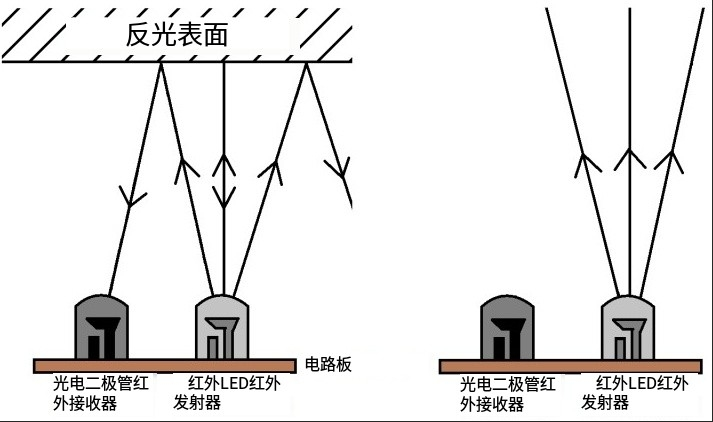 反光表面
电路板
光电二极管红
外接收器
红外LED红外
发射器
光电二极管红
外接收器
红外LED红外
发射器